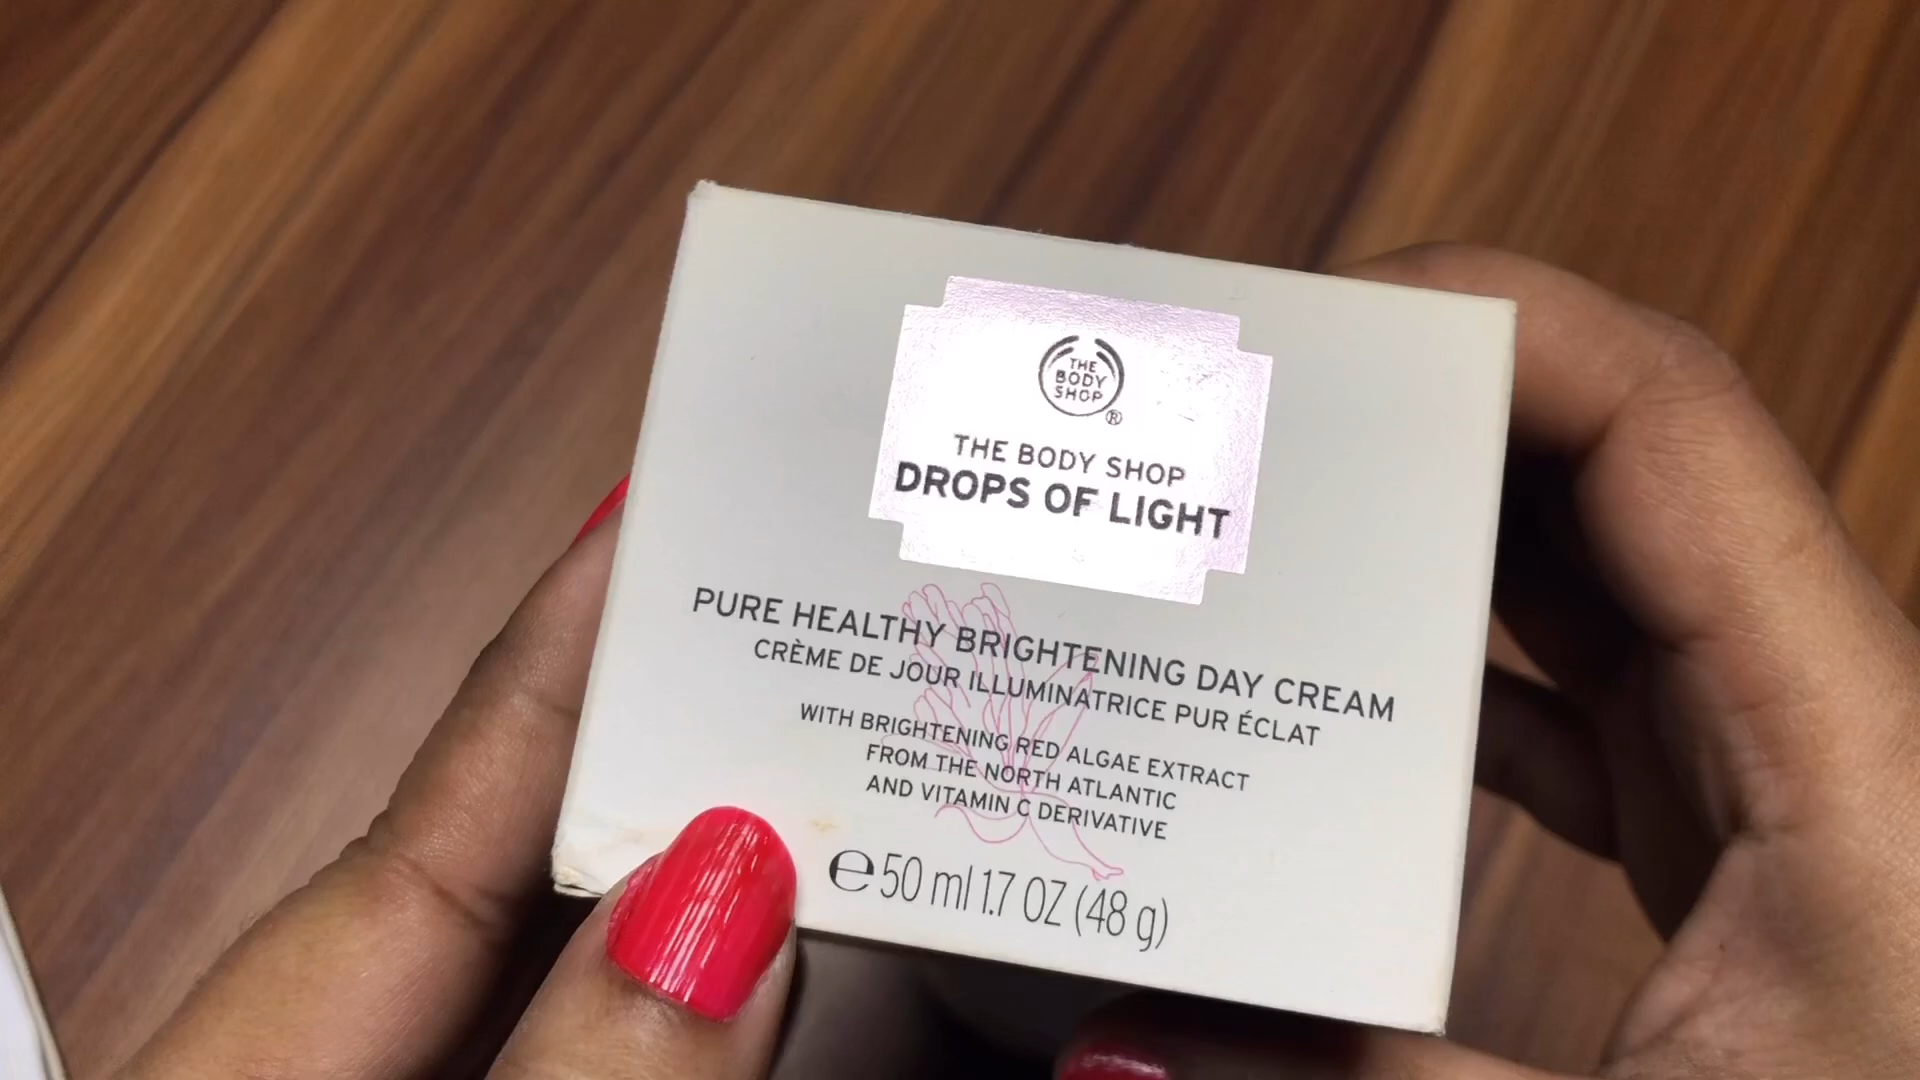 THE
BODY
SHOP
®
THE BODY SHOP
DROPS OF LIGHT
PURE HEALTHY BRIGHTENING DAY CREAM
CRÈME DE JOUR ILLUMINATRICE PUR ÉCLAT
WITH BRIGHTENING RED ALGAE EXTRACT
FROM THE NORTH ATLANTIC
AND VITAMIN C DERIVATIVE
℮ 50 ml 1.7 OZ (48 g)